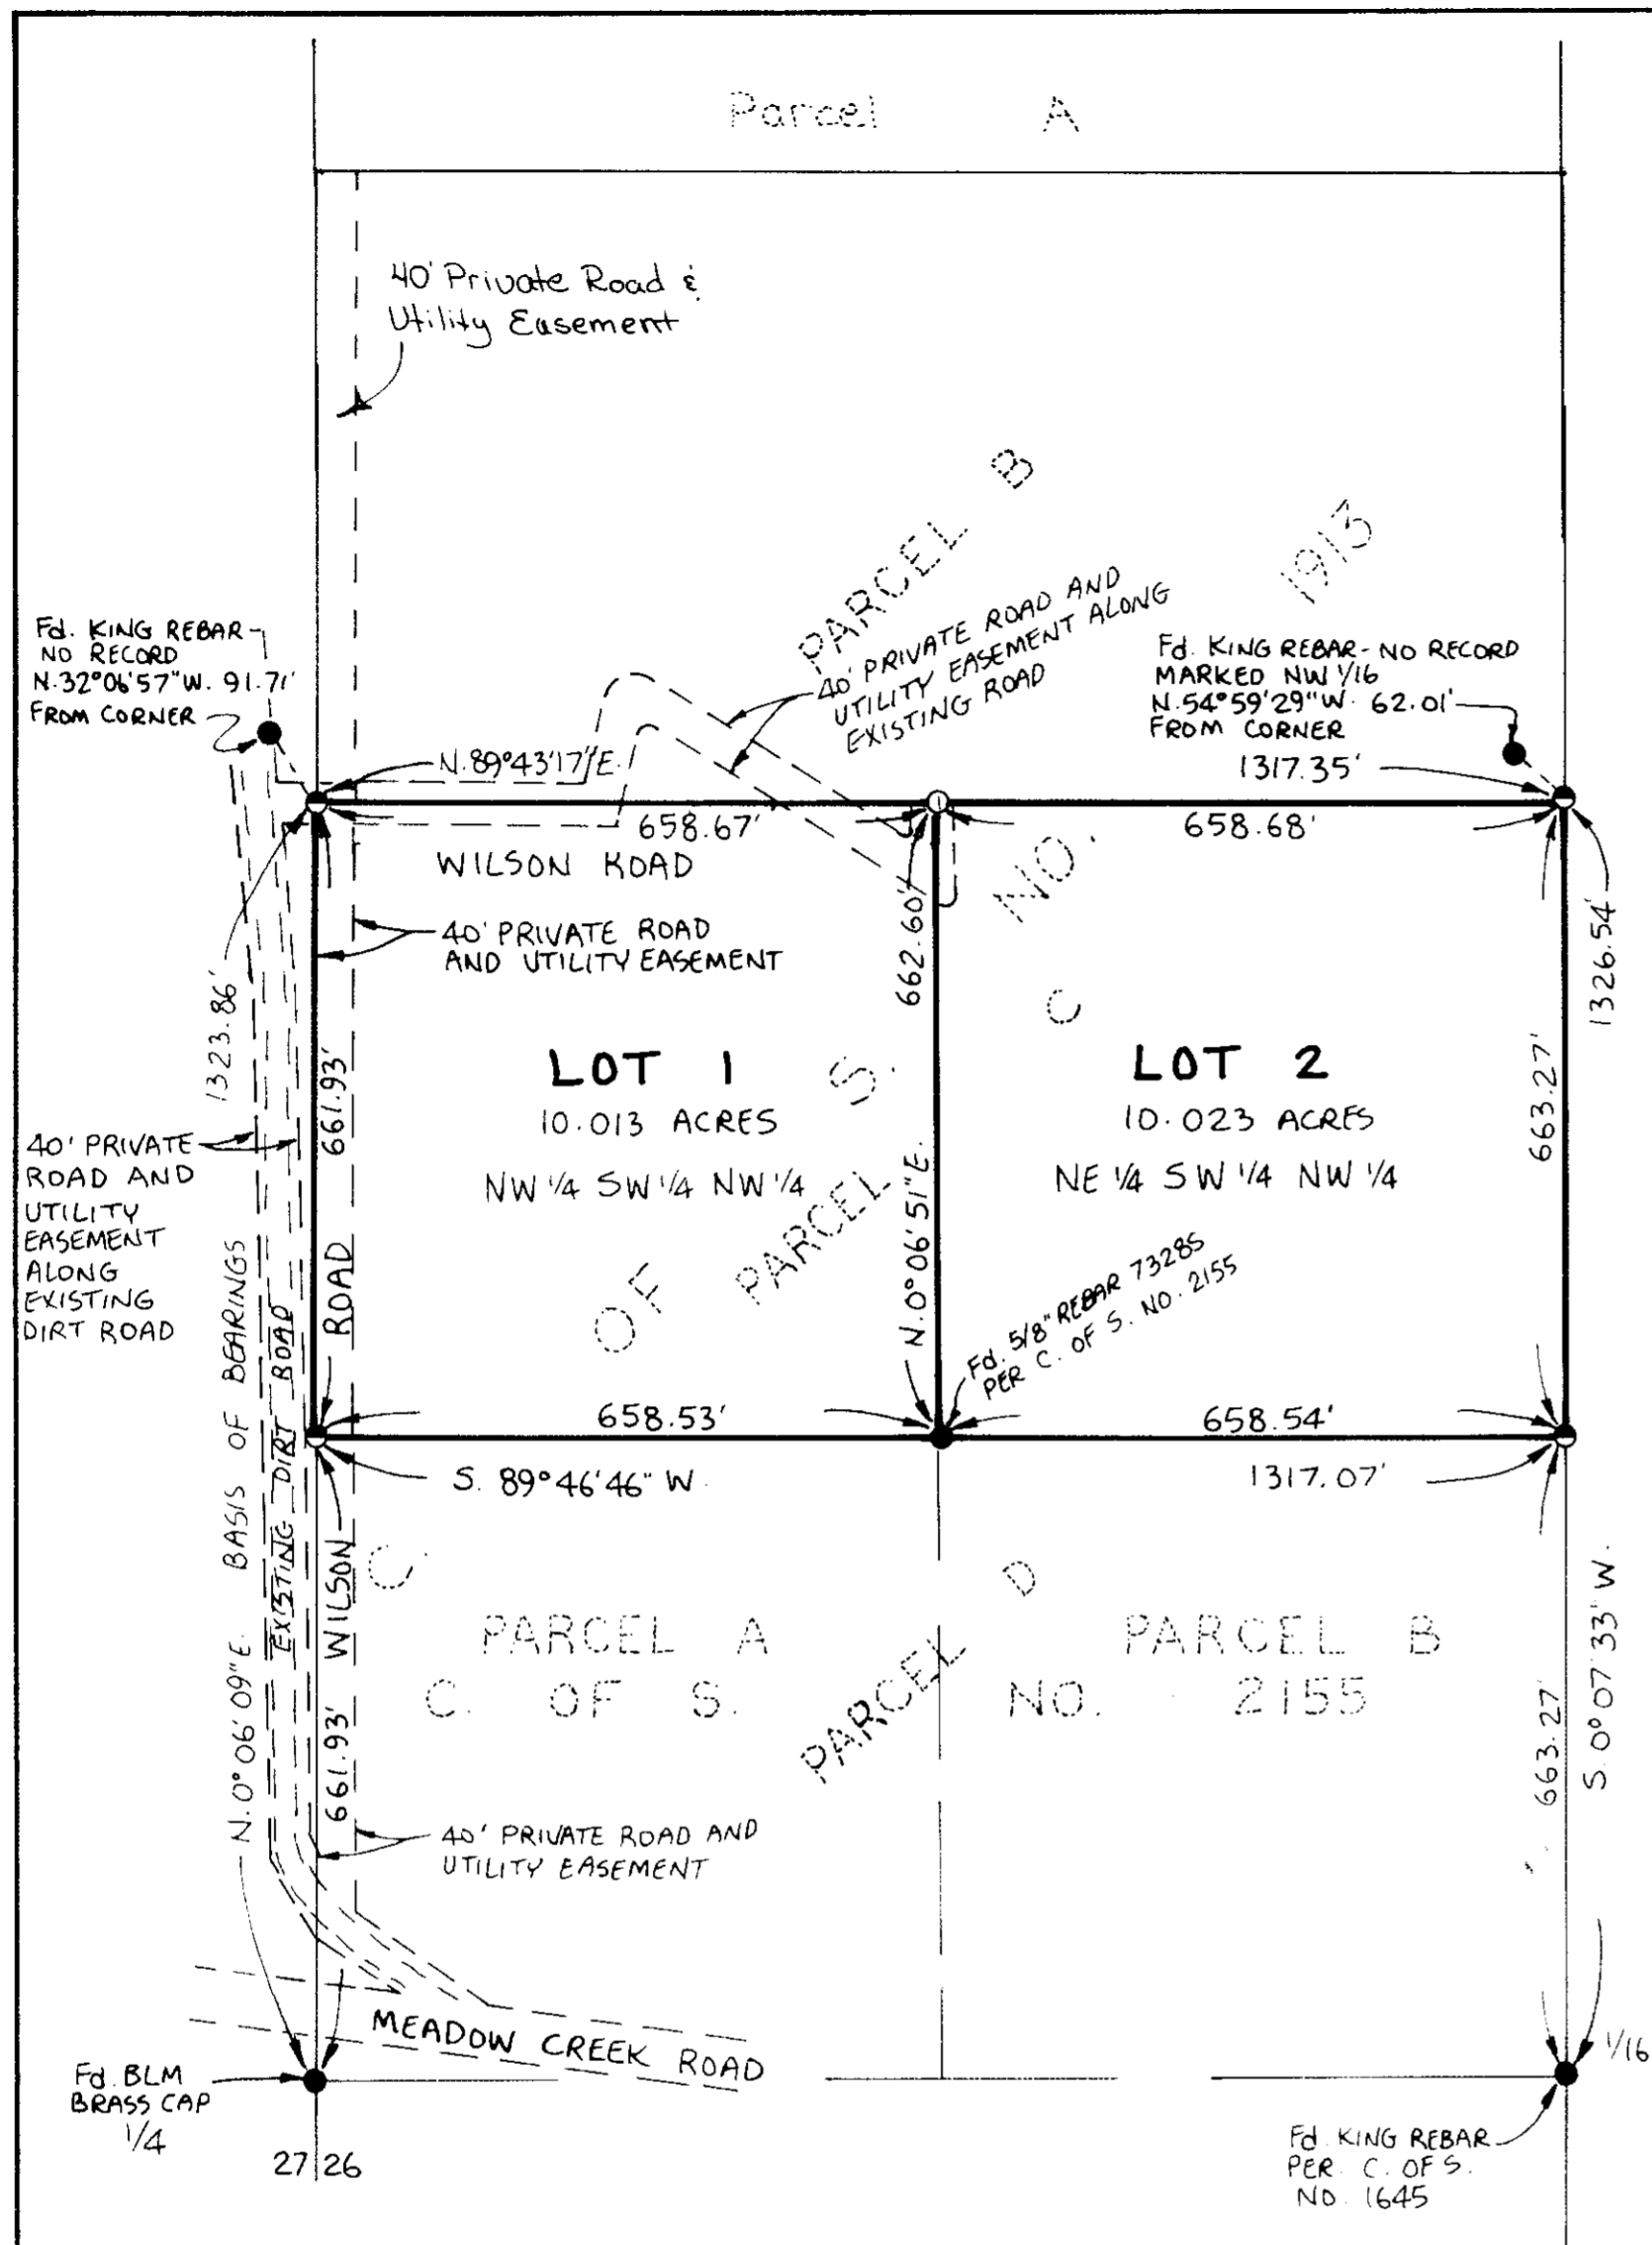 Parcel A
40' Private Road &
Utility Easement
PARCEL B
1913
40' PRIVATE ROAD AND
UTILITY EASEMENT ALONG
EXISTING ROAD
Fd. KING REBAR
NO RECORD
N.32°06'57"W. 91.71'
FROM CORNER
Fd. KING REBAR - NO RECORD
MARKED NW 1/16
N.54°59'29"W. 62.01'
FROM CORNER
1317.35'
N.89°43'17"E.
658.67'
658.68'
WILSON ROAD
NO.
662.60'
1326.54'
40' PRIVATE ROAD
AND UTILITY EASEMENT
1323.86'
661.93'
C
663.27'
LOT 1
10.013 ACRES
NW 1/4 SW 1/4 NW 1/4
S.
LOT 2
10.023 ACRES
NE 1/4 SW 1/4 NW 1/4
40' PRIVATE
ROAD AND
UTILITY
EASEMENT
ALONG
EXISTING
DIRT ROAD
PARCEL
OF
N.0°06'51"E.
Fd. 5/8" REBAR 7328S
PER C. OF S. NO. 2155
N.0°06'09"E. BASIS OF BEARINGS
EXISTING DIRT ROAD
WILSON ROAD
658.53'
658.54'
S. 89°46'46" W.
1317.07'
C.
D
PARCEL
PARCEL A
C. OF S.
PARCEL B
NO. 2155
661.93'
663.27'
S.0°07'33"W.
40' PRIVATE ROAD AND
UTILITY EASEMENT
MEADOW CREEK ROAD
1/16
Fd. BLM
BRASS CAP
1/4
27 26
Fd. KING REBAR
PER. C. OF S.
NO. 1645